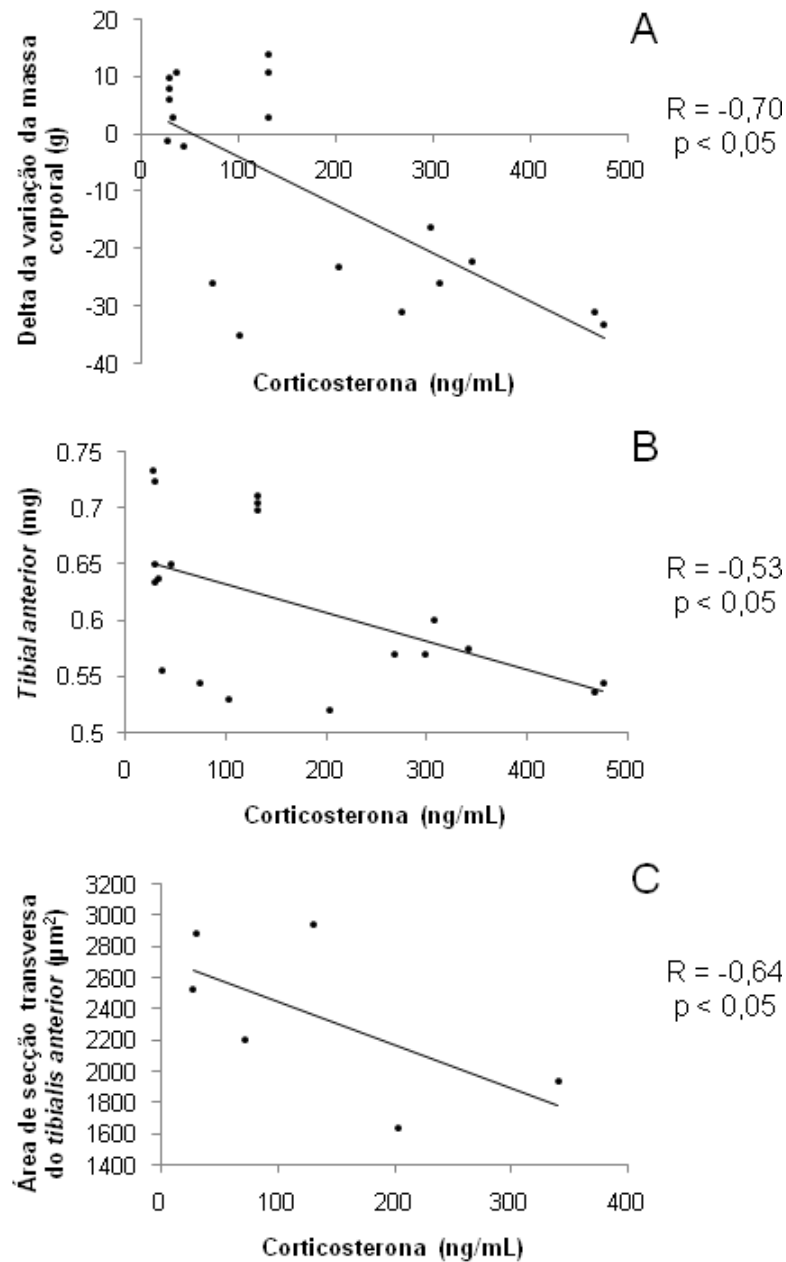 A
R = -0,70
p < 0,05
Delta da variação da massa
corporal (g)
20
10
0
-10
-20
-30
-40
0 100 200 300 400 500
Corticosterona (ng/mL)
B
R = -0,53
p < 0,05
Tibial anterior (mg)
0.75
0.7
0.65
0.6
0.55
0.5
0 100 200 300 400 500
Corticosterona (ng/mL)
C
R = -0,64
p < 0,05
Área de secção transversa
do tibialis anterior (µm²)
3200
3000
2800
2600
2400
2200
2000
1800
1600
1400
0 100 200 300 400
Corticosterona (ng/mL)